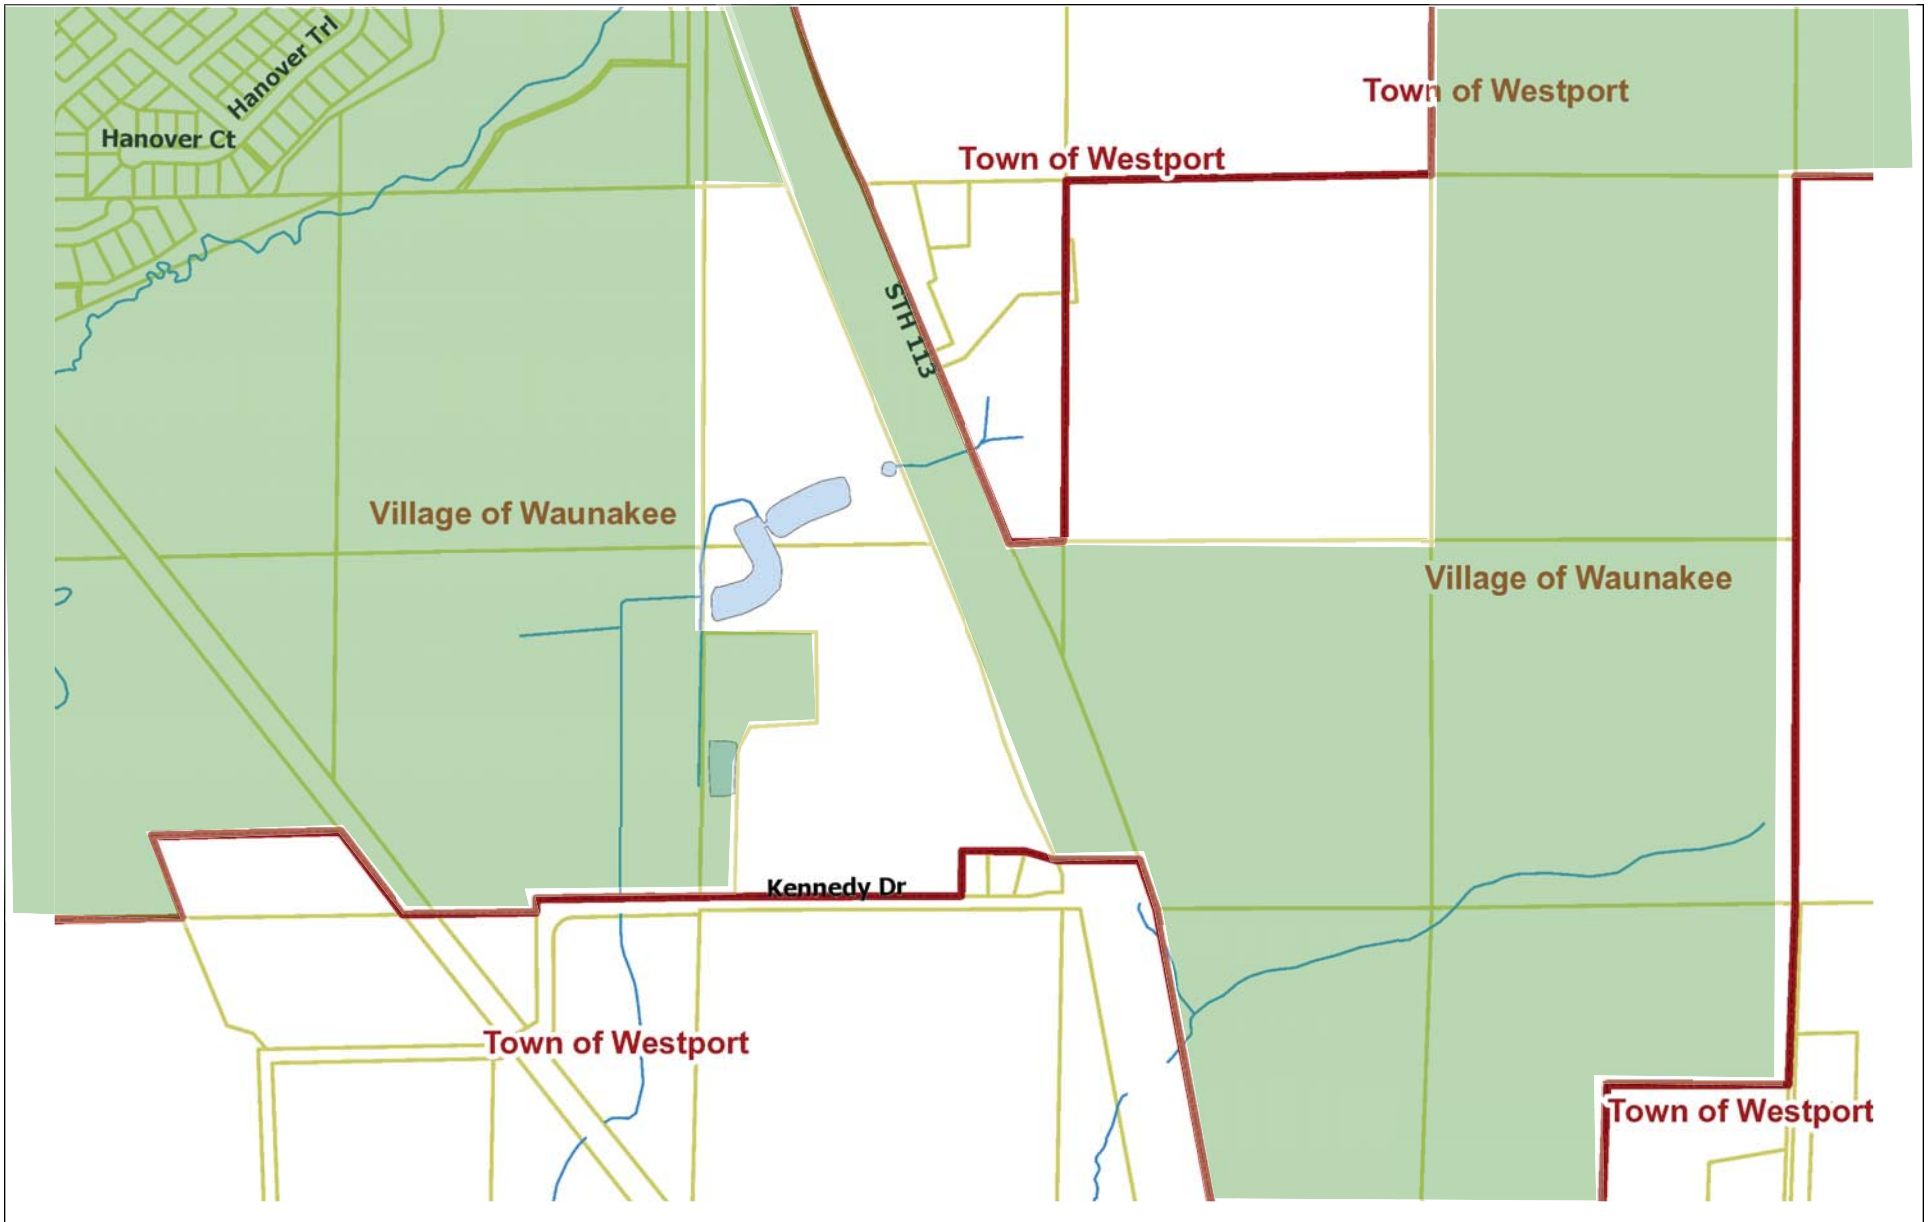 Hanover Trl
Town of Westport
Hanover Ct
Town of Westport
STH 113
Village of Waunakee
Village of Waunakee
Kennedy Dr
Town of Westport
Town of Westport